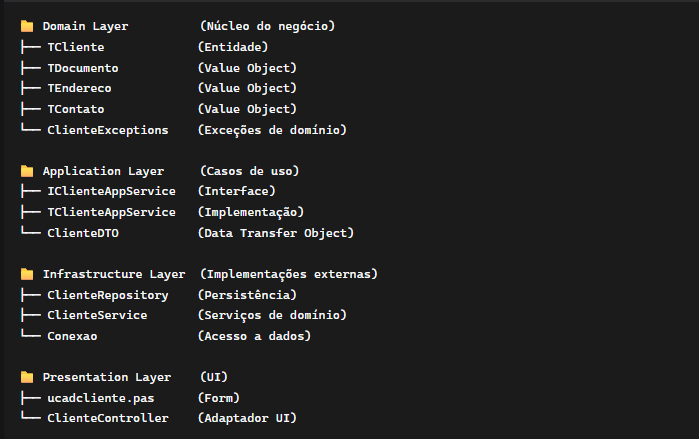 Domain Layer (Núcleo do negócio)
├── TCliente (Entidade)
├── TDocumento (Value Object)
├── TEndereco (Value Object)
├── TContato (Value Object)
└── ClienteExceptions (Exceções de domínio)
Application Layer (Casos de uso)
├── IClienteAppService (Interface)
├── TClienteAppService (Implementação)
└── ClienteDTO (Data Transfer Object)
Infrastructure Layer (Implementações externas)
├── ClienteRepository (Persistência)
├── ClienteService (Serviços de domínio)
└── Conexao (Acesso a dados)
Presentation Layer (UI)
├── ucadcliente.pas (Form)
└── ClienteController (Adaptador UI)